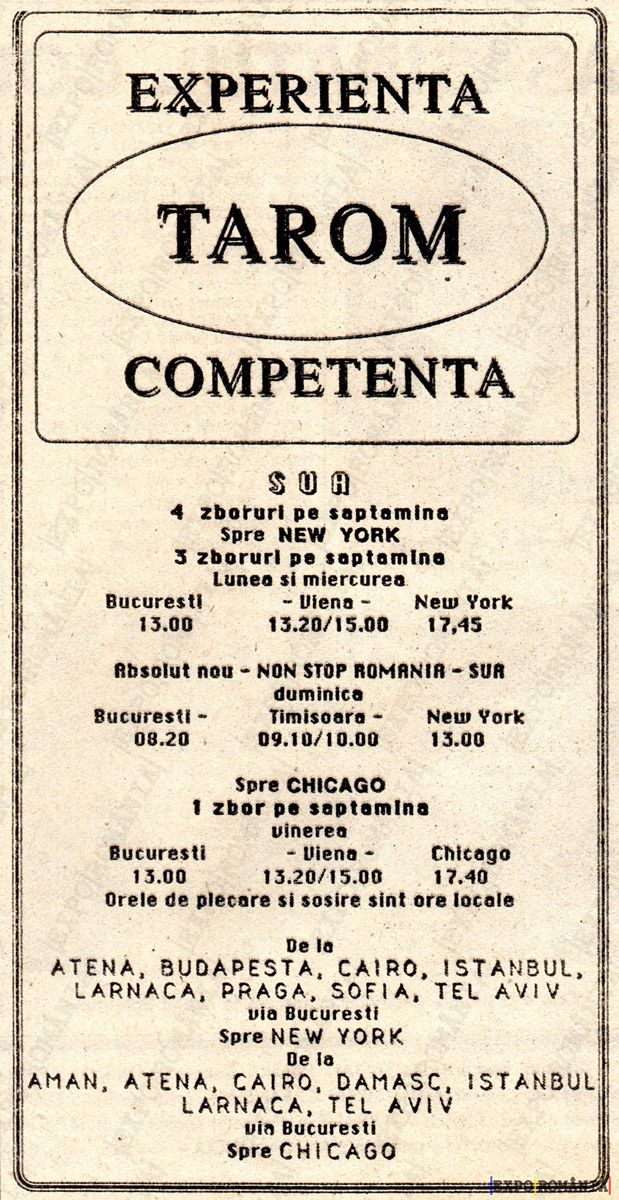 EXPERIENTA
TAROM
COMPETENTA
SUA
4 zboruri pe saptamina
Spre NEW YORK
3 zboruri pe saptamina
Lunea si miercurea
Bucuresti - Viena - New York
13.00 13.20/15.00 17,45
Absolut nou - NON STOP ROMANIA - SUA
duminica
Bucuresti - Timisoara - New York
08.20 09.10/10.00 13.00
Spre CHICAGO
1 zbor pe saptamina
vinerea
Bucuresti - Viena - Chicago
13.00 13.20/15.00 17.40
Orele de plecare si sosire sint ore locale
De la
ATENA, BUDAPESTA, CAIRO, ISTANBUL,
LARNACA, PRAGA, SOFIA, TEL AVIV
via Bucuresti
Spre NEW YORK
De la
AMAN, ATENA, CAIRO, DAMASC, ISTANBUL
LARNACA, TEL AVIV
via Bucuresti
Spre CHICAGO
|EXPO|ROMÂNIA|